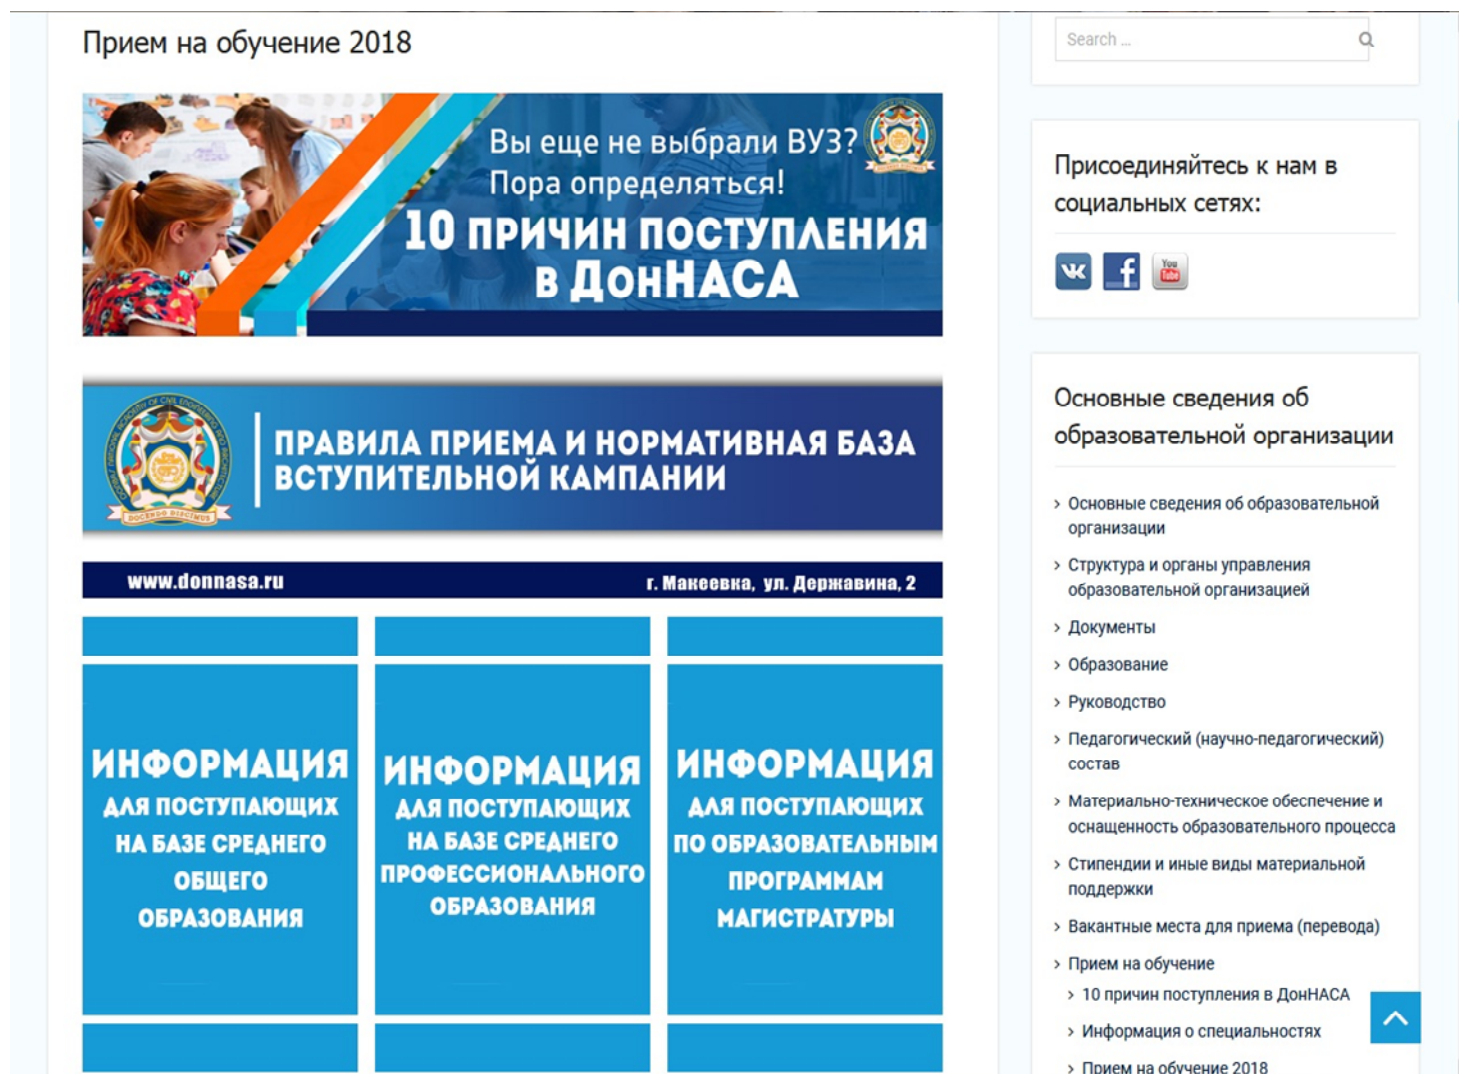 Прием на обучение 2018
Вы еще не выбрали ВУЗ?
Пора определяться!
10 ПРИЧИН ПОСТУПЛЕНИЯ
в ДонНАСА
ПРАВИЛА ПРИЕМА И НОРМАТИВНАЯ БАЗА
ВСТУПИТЕЛЬНОЙ КАМПАНИИ
DOCENDO DISCIMUS
www.donnasa.ru
г. Макеевка, ул. Державина, 2
ИНФОРМАЦИЯ
ДЛЯ ПОСТУПАЮЩИХ
НА БАЗЕ СРЕДНЕГО
ОБЩЕГО
ОБРАЗОВАНИЯ
ИНФОРМАЦИЯ
ДЛЯ ПОСТУПАЮЩИХ
НА БАЗЕ СРЕДНЕГО
ПРОФЕССИОНАЛЬНОГО
ОБРАЗОВАНИЯ
ИНФОРМАЦИЯ
ДЛЯ ПОСТУПАЮЩИХ
ПО ОБРАЗОВАТЕЛЬНЫМ
ПРОГРАММАМ
МАГИСТРАТУРЫ
Search ...
Присоединяйтесь к нам в
социальных сетях:
You
Tube
Основные сведения об
образовательной организации
Основные сведения об образовательной
организации
Структура и органы управления
образовательной организацией
Документы
Образование
Руководство
Педагогический (научно-педагогический)
состав
Материально-техническое обеспечение и
оснащенность образовательного процесса
Стипендии и иные виды материальной
поддержки
Вакантные места для приема (перевода)
Прием на обучение
10 причин поступления в ДонНАСА
Информация о специальностях
Прием на обучение 2018